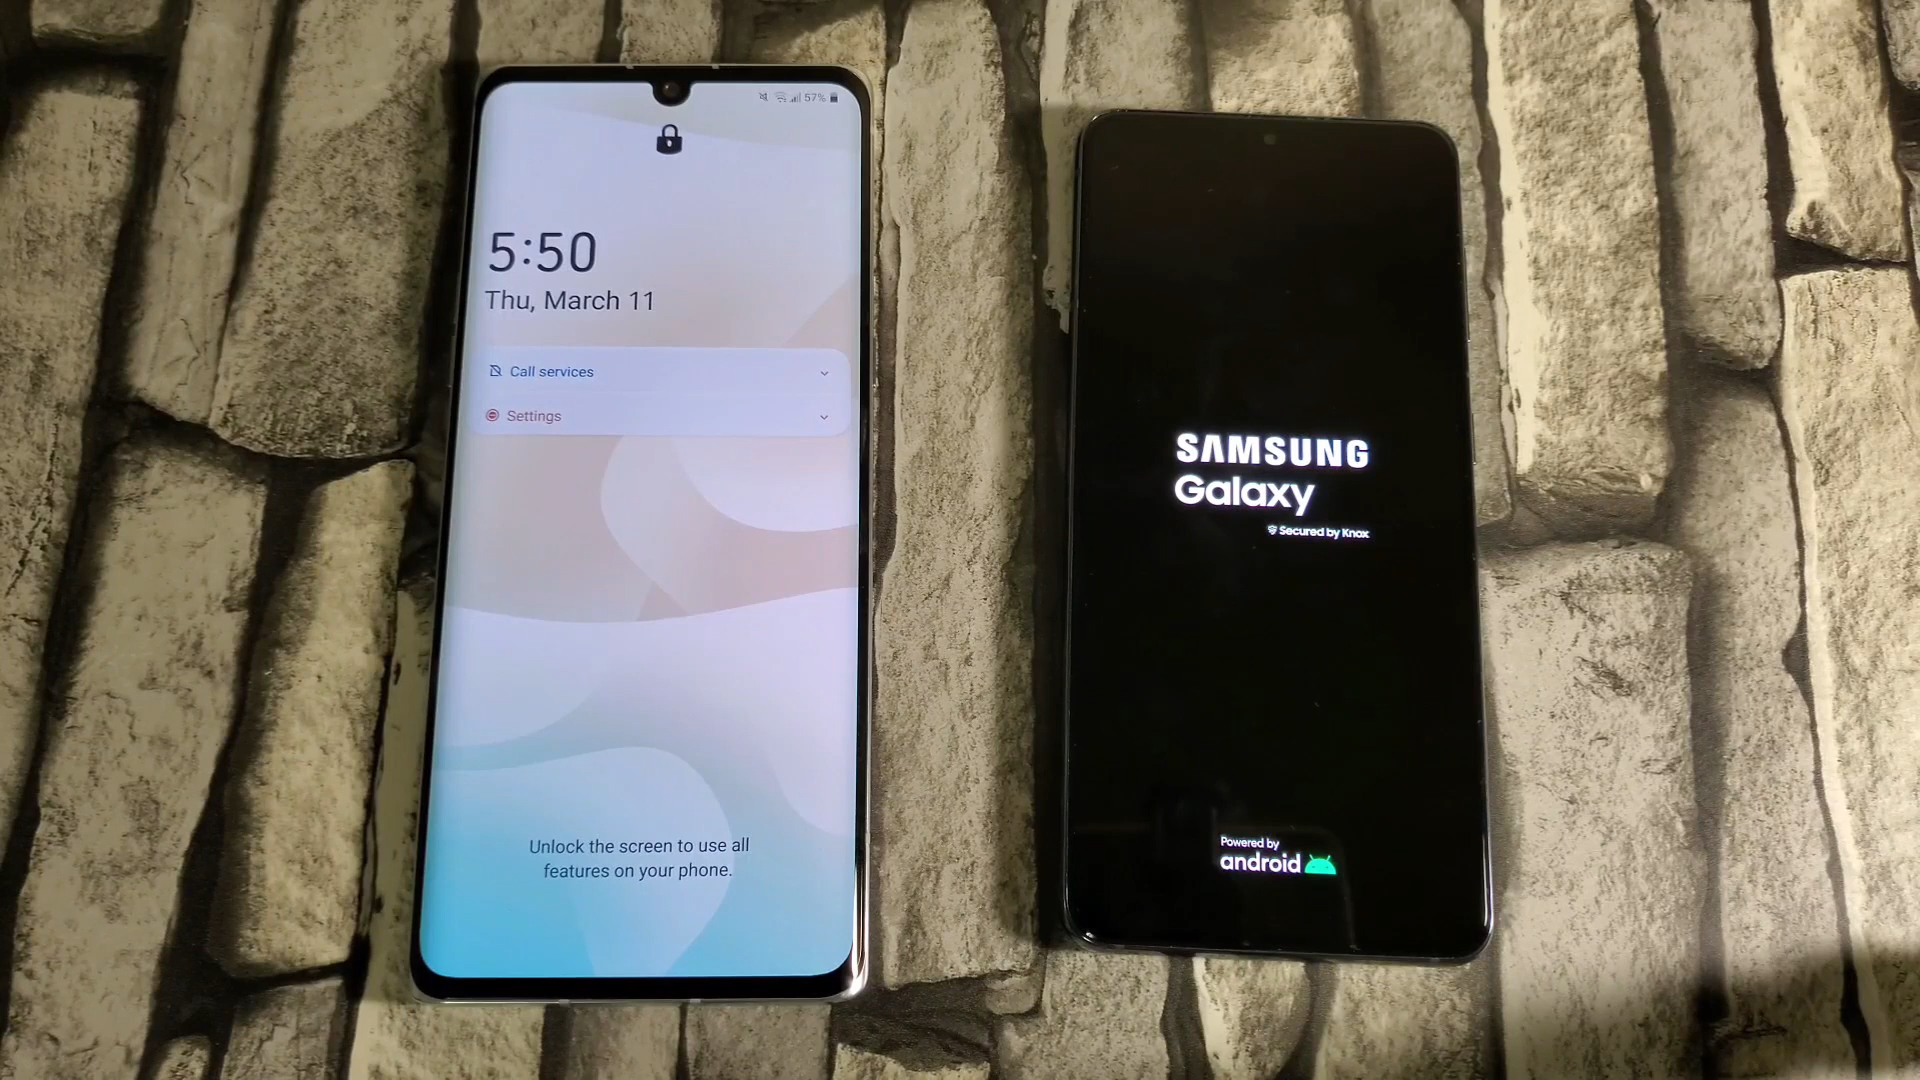 57%
5:50
Thu, March 11
Call services
Settings
Unlock the screen to use all
features on your phone.
SAMSUNG
Galaxy
Secured by Knox
Powered by
android